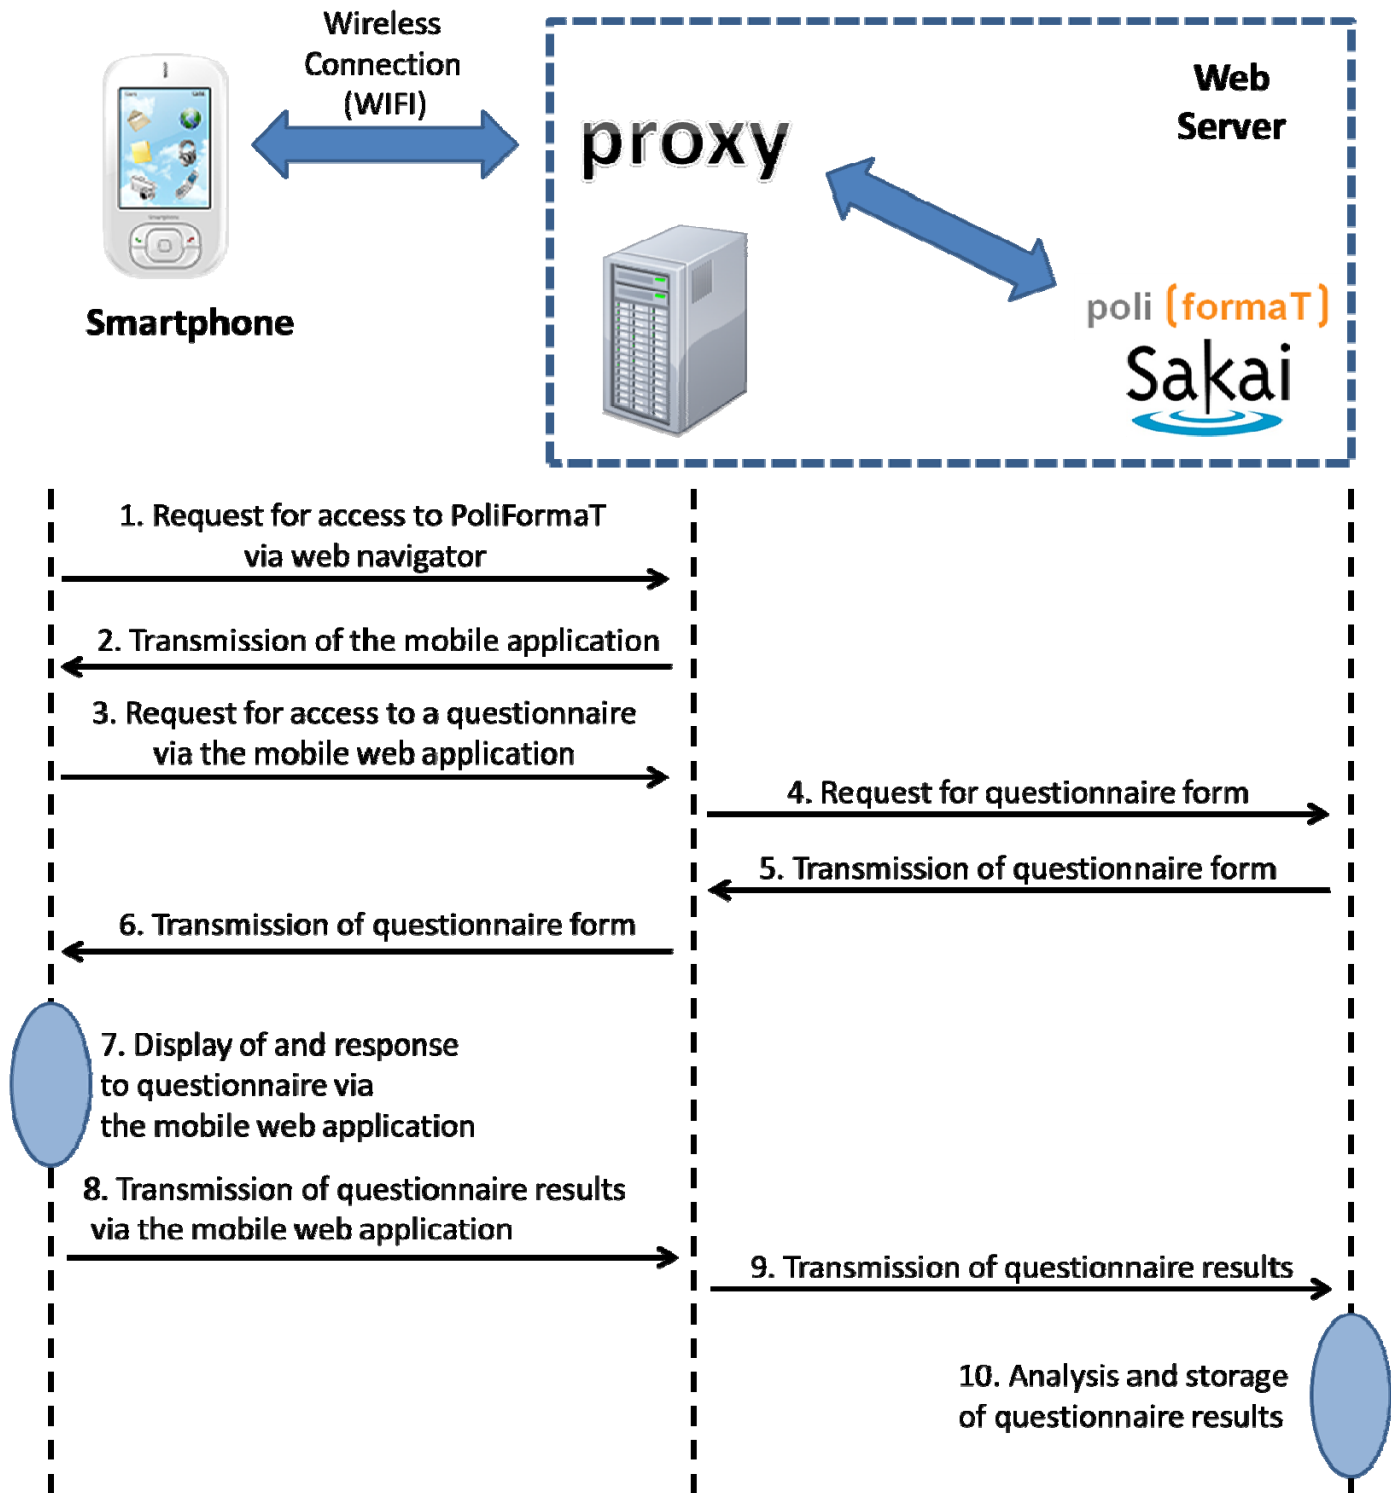 Wireless
Connection
(WIFI)
Web
Server
proxy
Smartphone
poli [formaT]
Sakai
1. Request for access to PoliFormaT
via web navigator
2. Transmission of the mobile application
3. Request for access to a questionnaire
via the mobile web application
4. Request for questionnaire form
5. Transmission of questionnaire form
6. Transmission of questionnaire form
7. Display of and response
to questionnaire via
the mobile web application
8. Transmission of questionnaire results
via the mobile web application
9. Transmission of questionnaire results
10. Analysis and storage
of questionnaire results